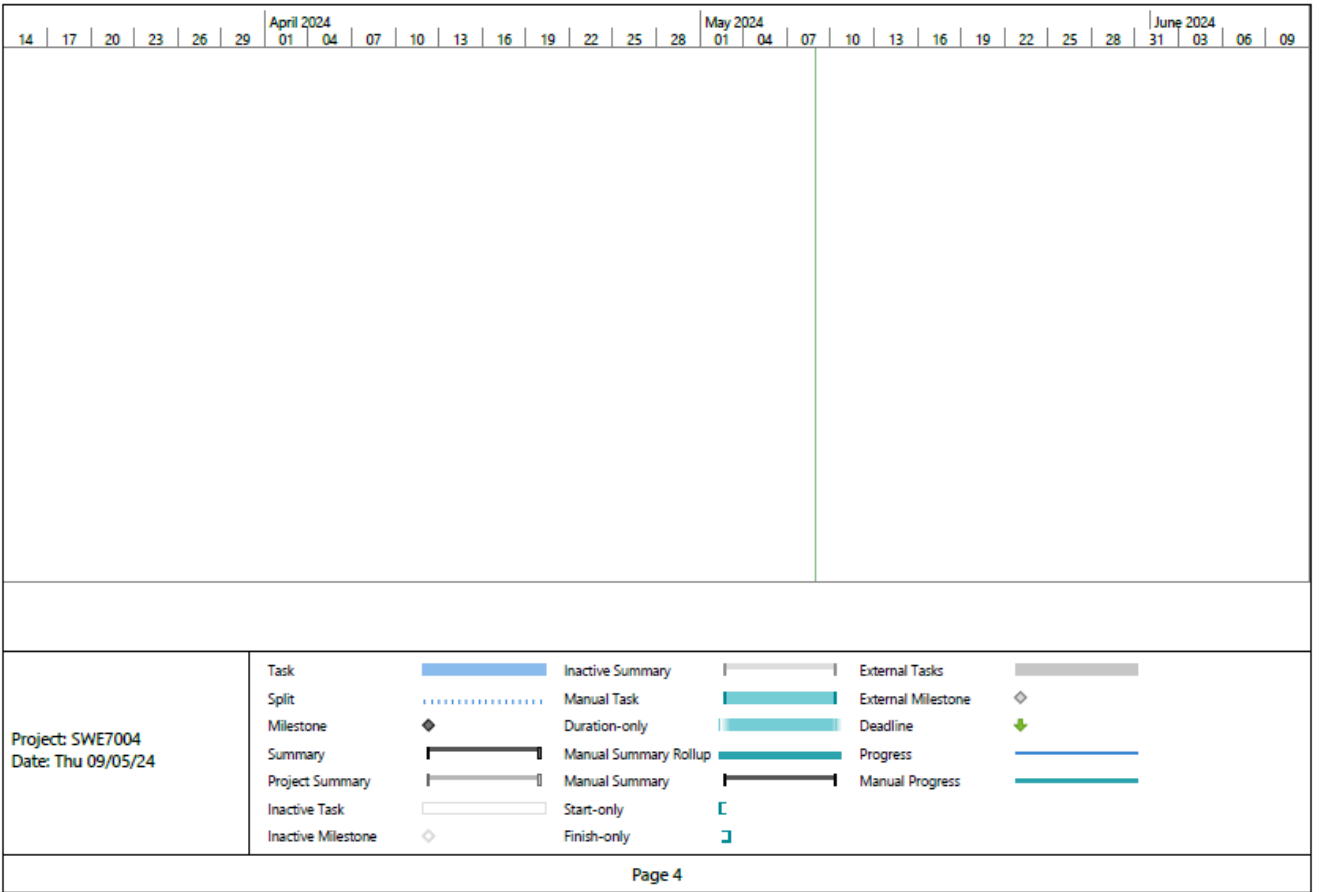 April 2024 May 2024 June 2024
14 17 20 23 26 29 01 04 07 10 13 16 19 22 25 28 01 04 07 10 13 16 19 22 25 28 31 03 06 09
Project: SWE7004
Date: Thu 09/05/24
Task
Split
Milestone
Summary
Project Summary
Inactive Task
Inactive Milestone
Inactive Summary
Manual Task
Duration-only
Manual Summary Rollup
Manual Summary
Start-only
Finish-only
External Tasks
External Milestone
Deadline
Progress
Manual Progress
Page 4